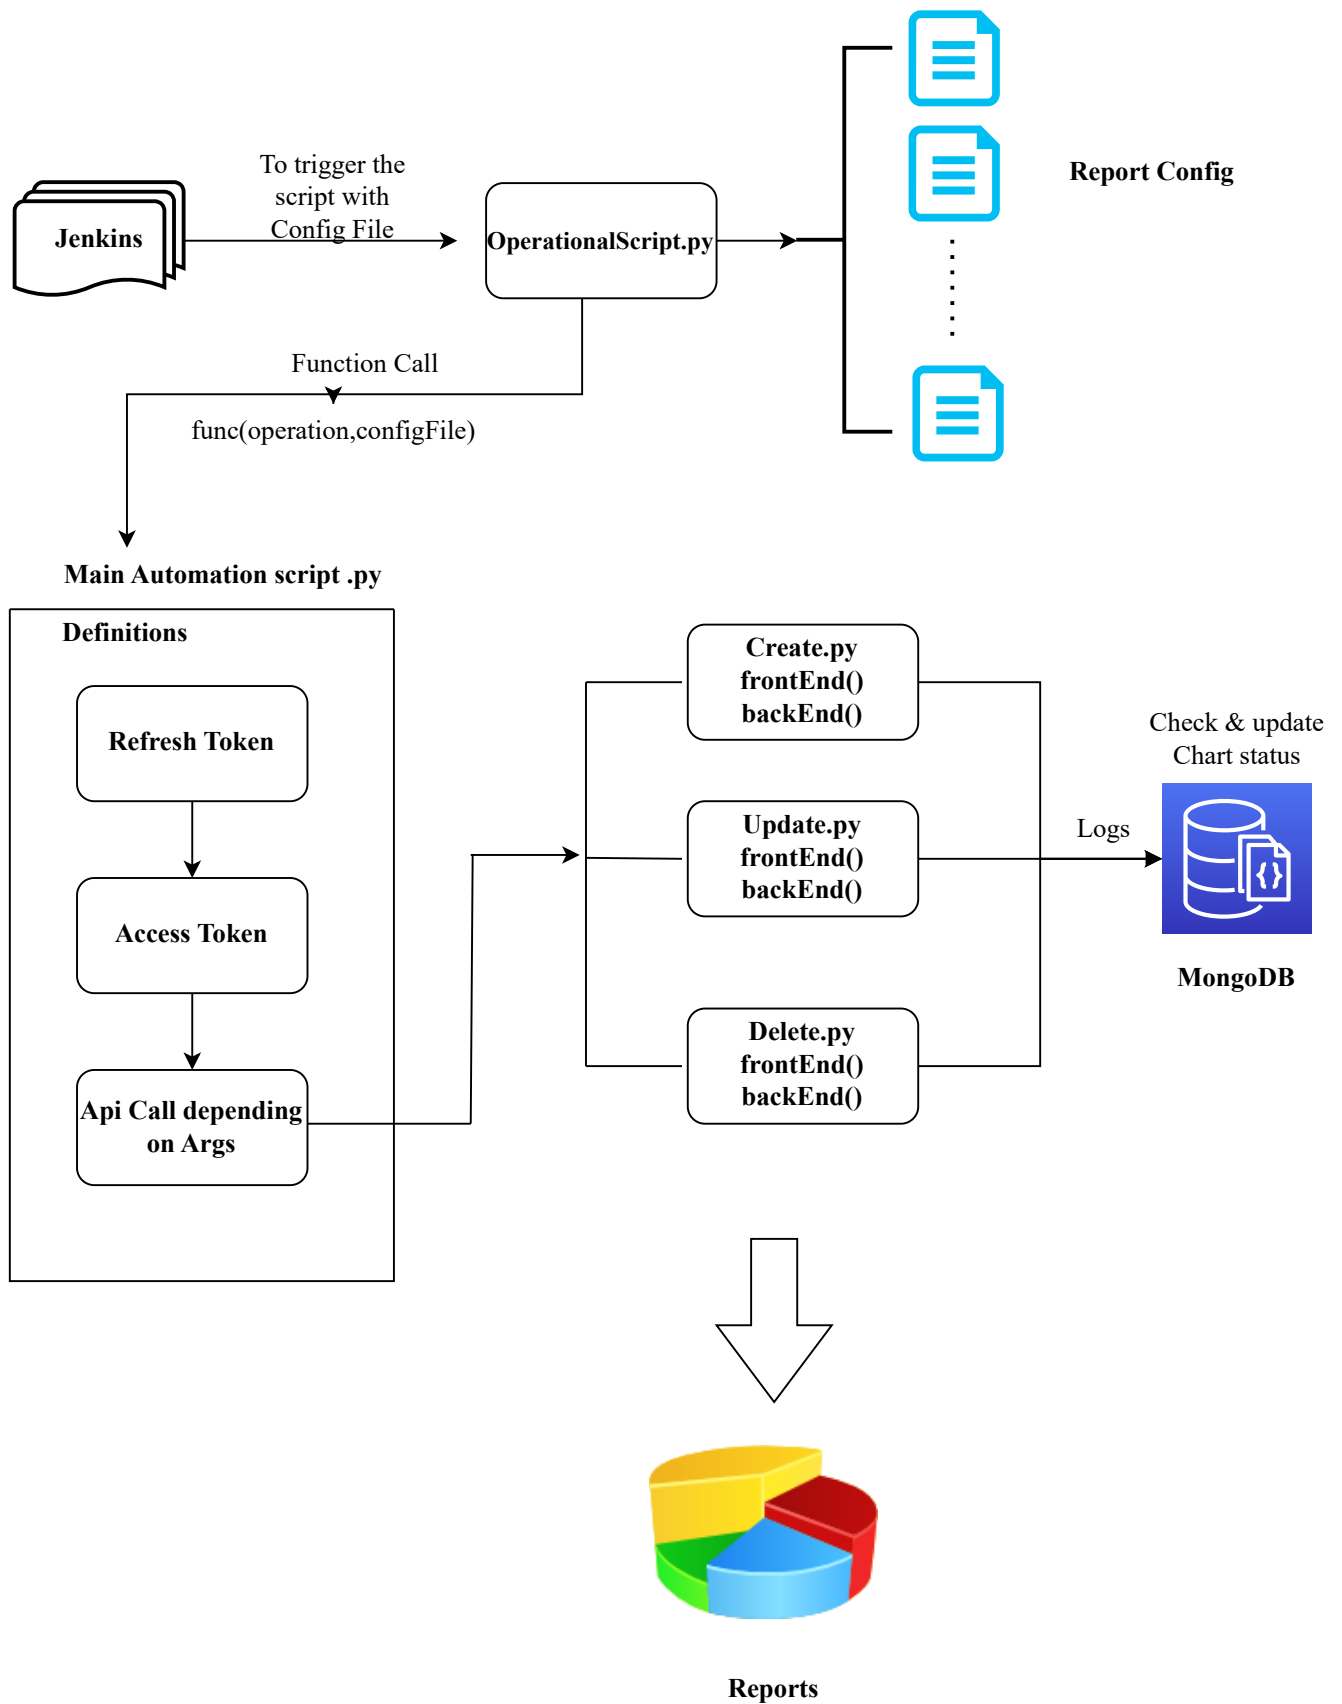 To trigger the
script with
Config File
Jenkins
OperationalScript.py
Report Config
Function Call
func(operation,configFile)
Main Automation script .py
Definitions
Refresh Token
Access Token
Api Call depending
on Args
Create.py
frontEnd()
backEnd()
Update.py
frontEnd()
backEnd()
Delete.py
frontEnd()
backEnd()
Logs
Check & update
Chart status
{}
MongoDB
Reports